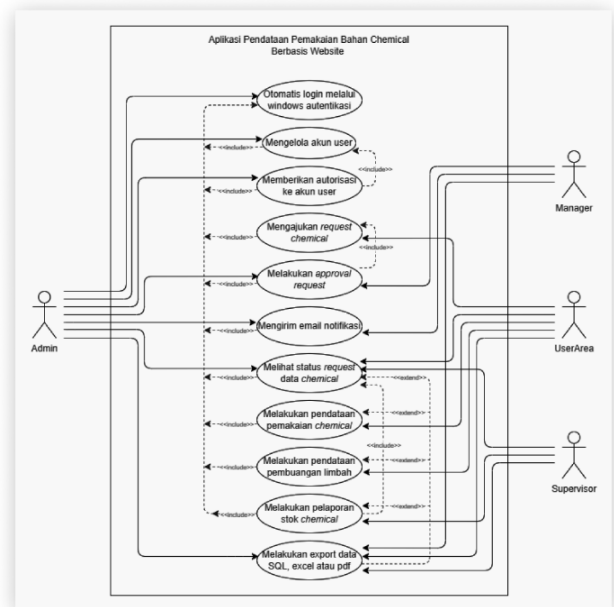 Aplikasi Pendataan Pemakaian Bahan Chemical
Berbasis Website
Otomatis login melalui
windows autentikasi
<<include>>
Mengelola akun user
<<include>>
Memberikan autorisasi
ke akun user
<<include>>
Mengajukan request
chemical
<<include>>
<<include>>
Melakukan approval
request
<<include>>
Mengirim email notifikasi
<<include>>
Melihat status request
data chemical
<<include>>
<<extend>>
Melakukan pendataan
pemakaian chemical
<<include>>
<<extend>>
<<include>>
Melakukan pendataan
pembuangan limbah
<<include>>
<<extend>>
Melakukan pelaporan
stok chemical
<<include>>
<<extend>>
Melakukan export data
SQL, excel atau pdf
Admin
Manager
UserArea
Supervisor